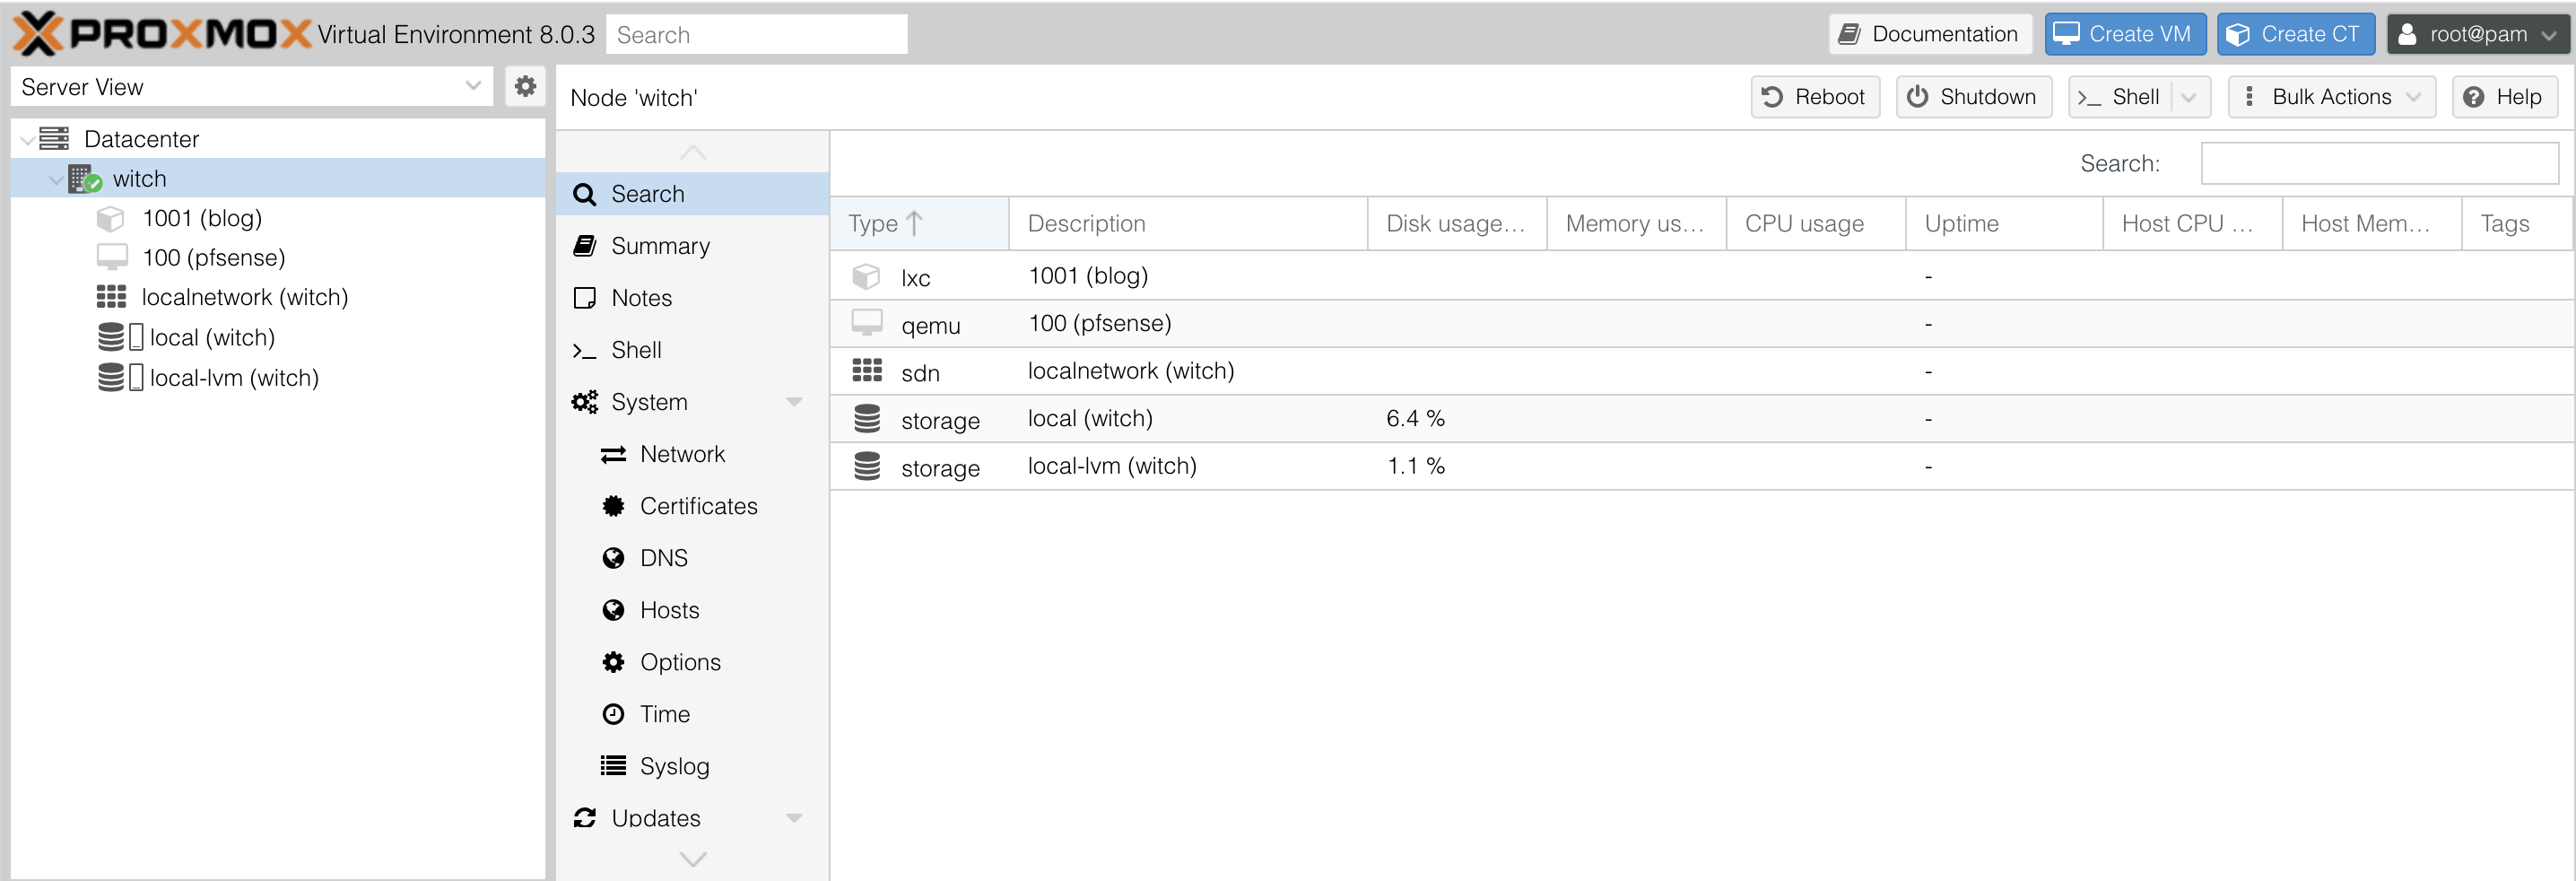 PROXMOX Virtual Environment 8.0.3 Search Documentation Create VM Create CT root@pam
Server View
Node 'witch' Reboot Shutdown Shell Bulk Actions Help
Datacenter
witch
1001 (blog)
100 (pfsense)
localnetwork (witch)
local (witch)
local-lvm (witch)
Search
Summary
Notes
Shell
System
Network
Certificates
DNS
Hosts
Options
Time
Syslog
Updates
Search:
Type Description Disk usage... Memory us... CPU usage Uptime Host CPU ... Host Mem... Tags
lxc 1001 (blog) -
qemu 100 (pfsense) -
sdn localnetwork (witch) -
storage local (witch) 6.4 % -
storage local-lvm (witch) 1.1 % -